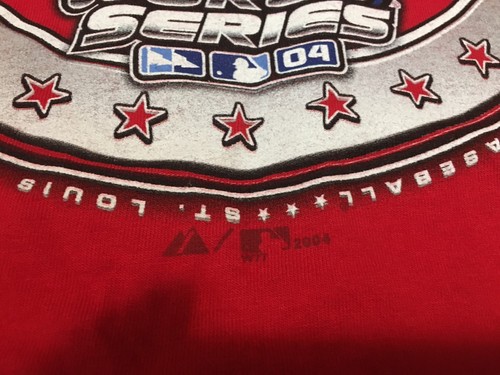 SERIES
04
BASEBALL ★ ST. LOUIS
2004